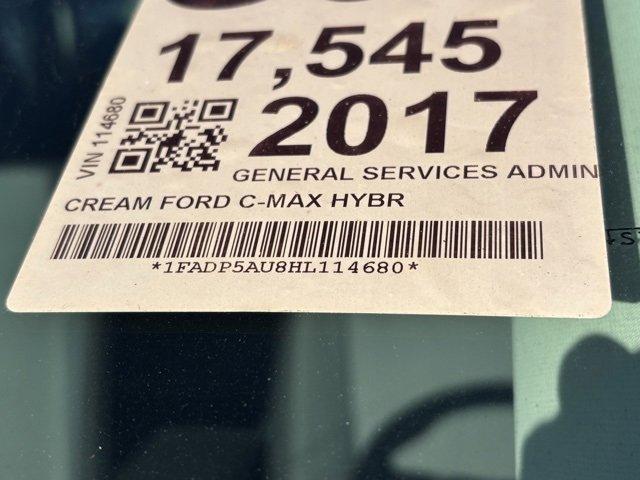 17,545
2017
VIN 114680
GENERAL SERVICES ADMIN
CREAM FORD C-MAX HYBR
*1FADP5AU8HL114680*